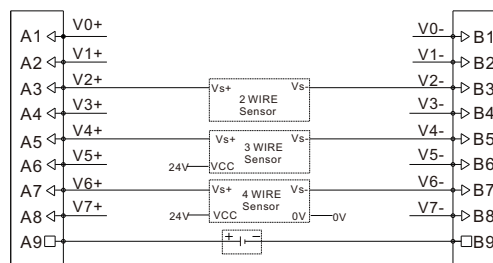 A1 V0+ V0- B1
A2 V1+ V1- B2
A3 V2+ Vs+ Vs- V2- B3
2 WIRE
Sensor
A4 V3+ V3- B4
A5 V4+ Vs+ Vs- V4- B5
3 WIRE
Sensor
A6 V5+ 24V VCC V5- B6
A7 V6+ Vs+ Vs- V6- B7
4 WIRE
Sensor
A8 V7+ 24V VCC 0V 0V V7- B8
A9 + - B9